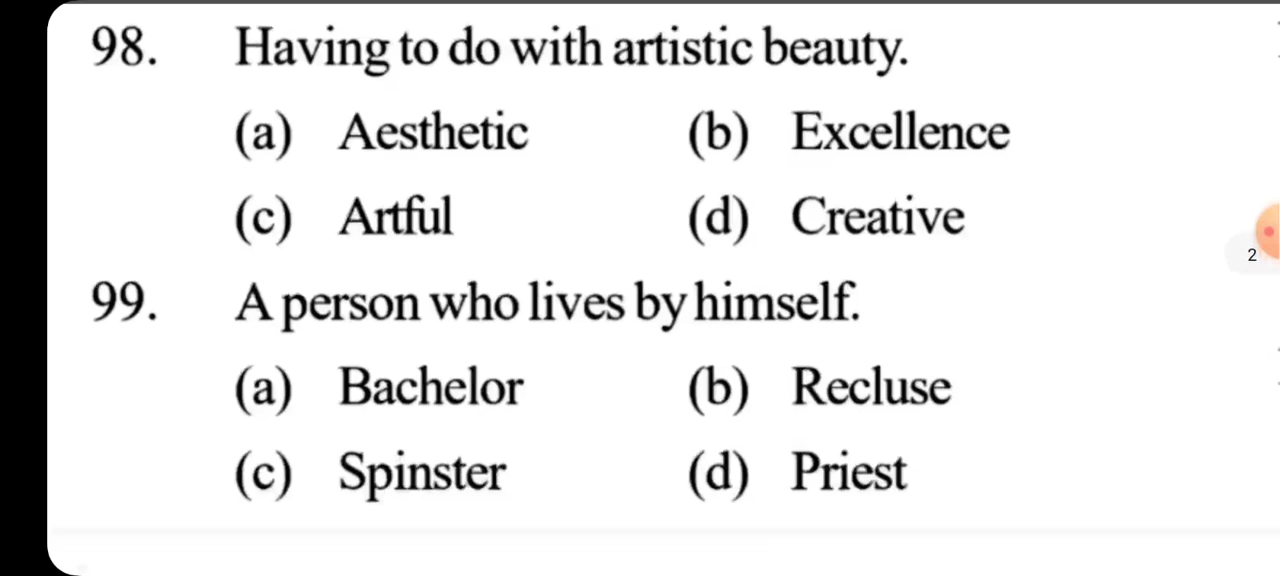 98. Having to do with artistic beauty.
(a) Aesthetic (b) Excellence
(c) Artful (d) Creative
2
99. A person who lives by himself.
(a) Bachelor (b) Recluse
(c) Spinster (d) Priest